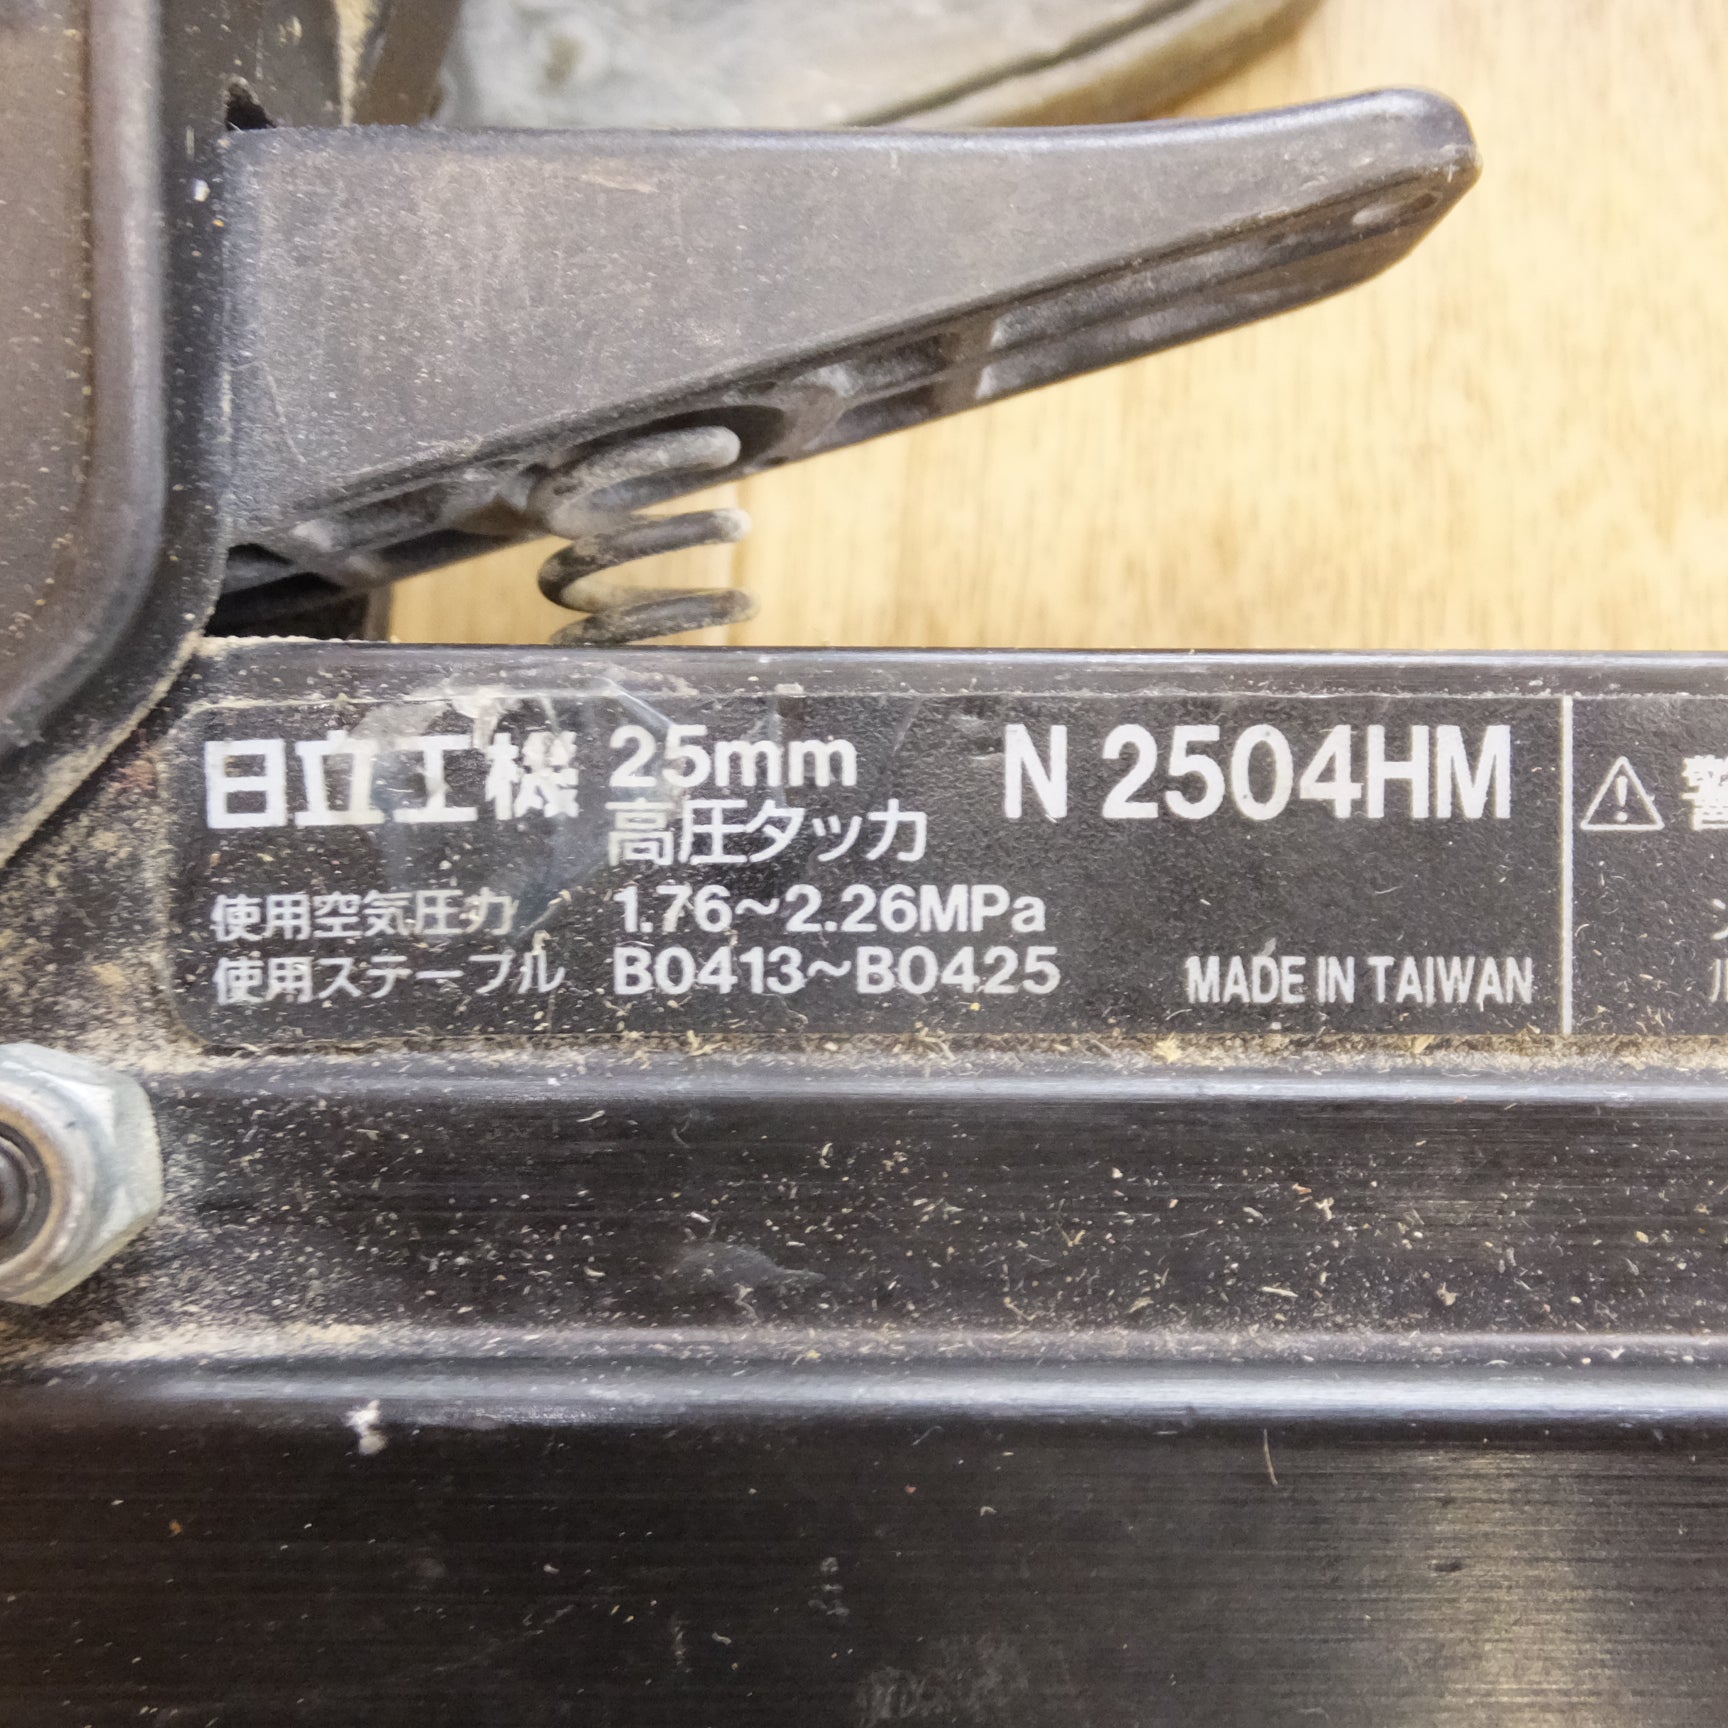 日立工機 25mm 高圧タッカ N 2504HM
使用空気圧力 1.76~2.26MPa
使用ステープル B0413~B0425
MADE IN TAIWAN